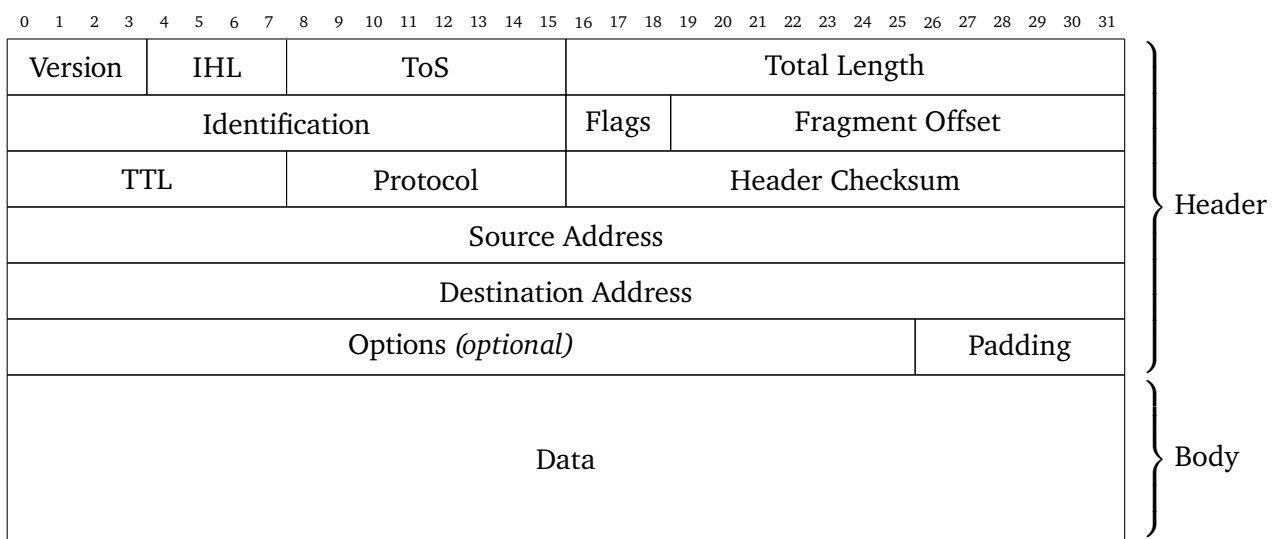 0 1 2 3 4 5 6 7 8 9 10 11 12 13 14 15 16 17 18 19 20 21 22 23 24 25 26 27 28 29 30 31
Version IHL ToS Total Length
Identification Flags Fragment Offset
TTL Protocol Header Checksum
Header
Source Address
Destination Address
Options (optional) Padding
Data Body